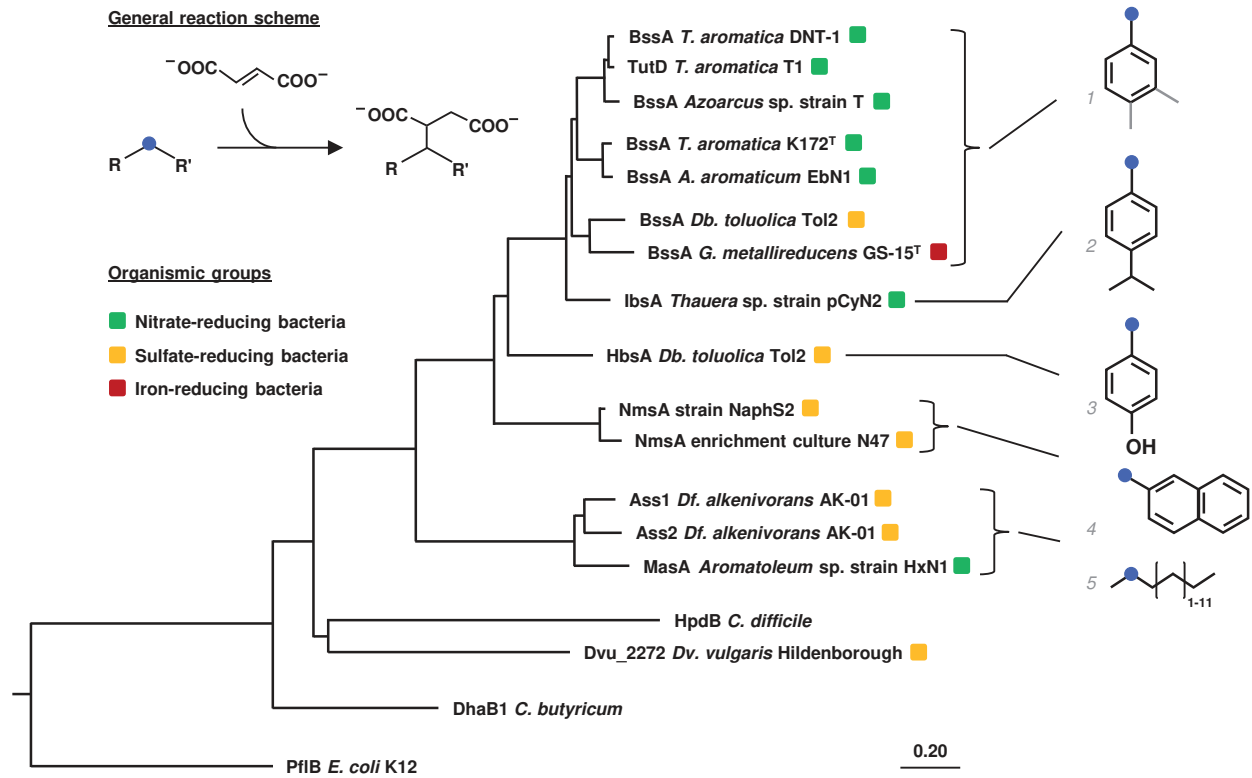 General reaction scheme
⁻OOC
COO⁻
R R'
⁻OOC
COO⁻
R R'
Organismic groups
Nitrate-reducing bacteria
Sulfate-reducing bacteria
Iron-reducing bacteria
BssA T. aromatica DNT-1
TutD T. aromatica T1
BssA Azoarcus sp. strain T
BssA T. aromatica K172ᵀ
BssA A. aromaticum EbN1
BssA Db. toluolica Tol2
BssA G. metallireducens GS-15ᵀ
IbsA Thauera sp. strain pCyN2
HbsA Db. toluolica Tol2
NmsA strain NaphS2
NmsA enrichment culture N47
Ass1 Df. alkenivorans AK-01
Ass2 Df. alkenivorans AK-01
MasA Aromatoleum sp. strain HxN1
HpdB C. difficile
Dvu_2272 Dv. vulgaris Hildenborough
DhaB1 C. butyricum
PflB E. coli K12
0.20
1
2
3
OH
4
5
1-11